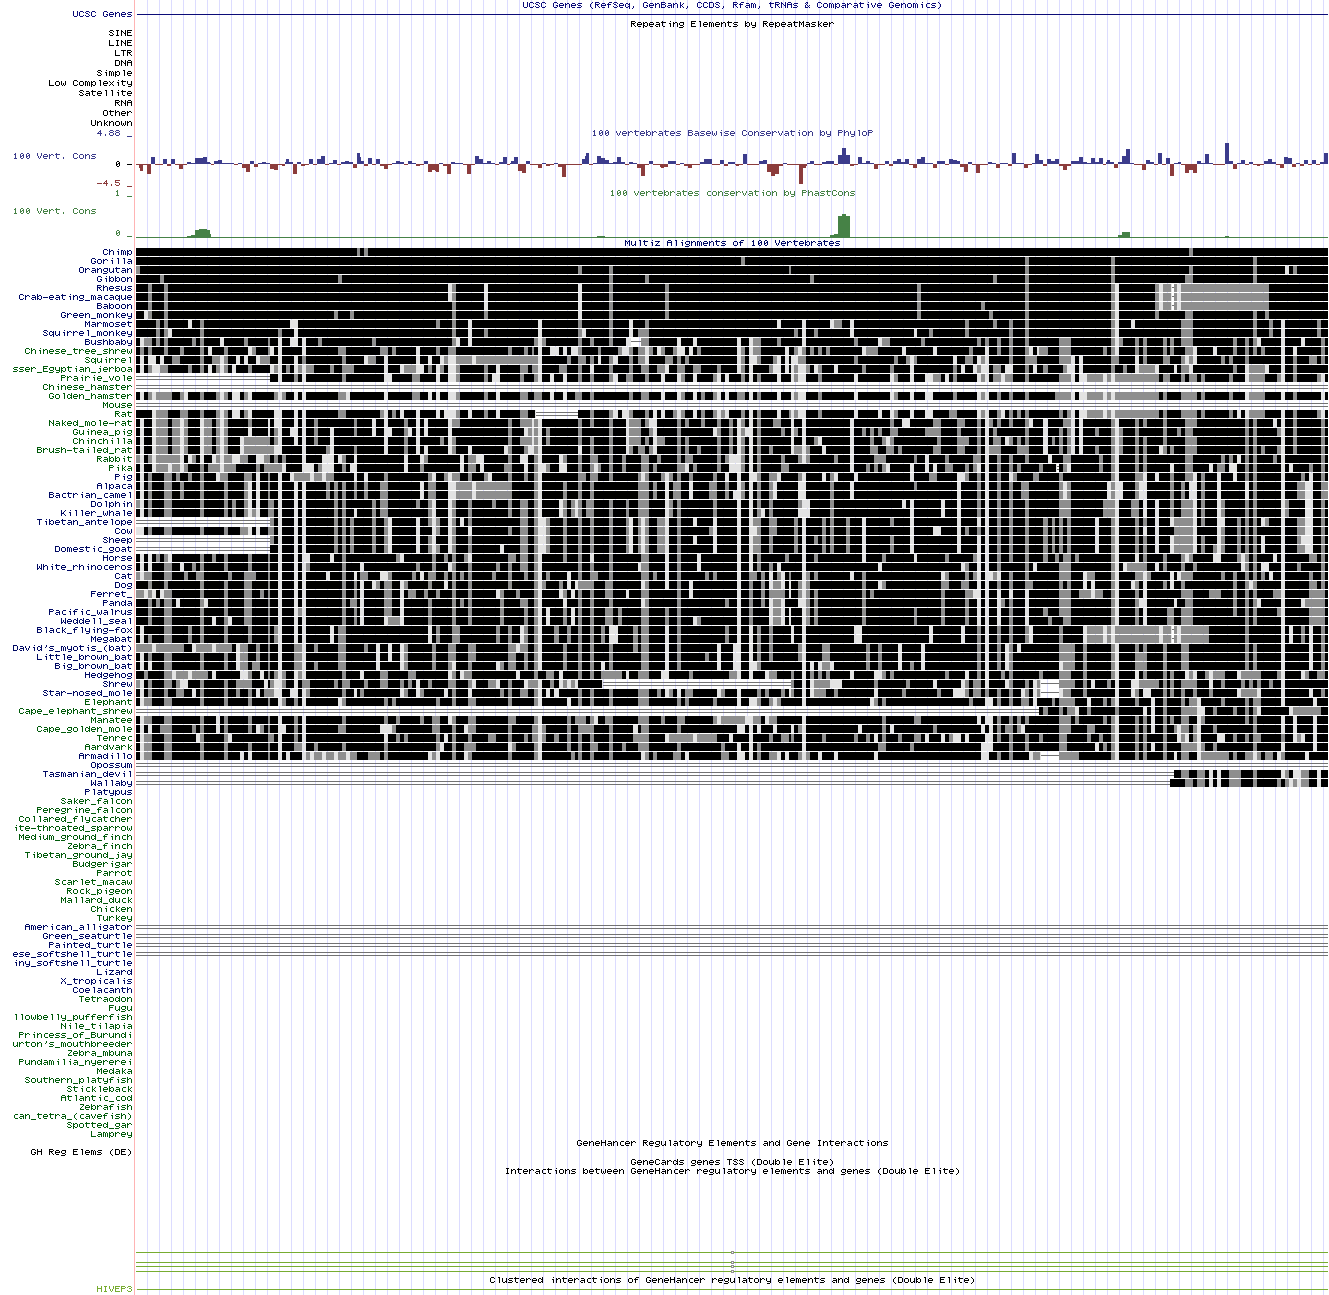 UCSC Genes (RefSeq, GenBank, CCDS, Rfam, tRNAs & Comparative Genomics)
UCSC Genes
Repeating Elements by RepeatMasker
SINE
LINE
LTR
DNA
Simple
Low Complexity
Satellite
RNA
Other
Unknown
4.88 _
100 vertebrates Basewise Conservation by PhyloP
100 Vert. Cons
0 _
-4.5 _
100 vertebrates conservation by PhastCons
1 _
100 Vert. Cons
0 _
Multiz Alignments of 100 Vertebrates
Chimp
Gorilla
Orangutan
Gibbon
Rhesus
Crab-eating_macaque
Baboon
Green_monkey
Marmoset
Squirrel_monkey
Bushbaby
Chinese_tree_shrew
Squirrel
sser_Egyptian_jerboa
Prairie_vole
Chinese_hamster
Golden_hamster
Mouse
Rat
Naked_mole-rat
Guinea_pig
Chinchilla
Brush-tailed_rat
Rabbit
Pika
Pig
Alpaca
Bactrian_camel
Dolphin
Killer_whale
Tibetan_antelope
Cow
Sheep
Domestic_goat
Horse
White_rhinoceros
Cat
Dog
Ferret_
Panda
Pacific_walrus
Weddell_seal
Black_flying-fox
Megabat
David's_myotis_(bat)
Little_brown_bat
Big_brown_bat
Hedgehog
Shrew
Star-nosed_mole
Elephant
Cape_elephant_shrew
Manatee
Cape_golden_mole
Tenrec
Aardvark
Armadillo
Opossum
Tasmanian_devil
Wallaby
Platypus
Saker_falcon
Peregrine_falcon
Collared_flycatcher
ite-throated_sparrow
Medium_ground_finch
Zebra_finch
Tibetan_ground_jay
Budgerigar
Parrot
Scarlet_macaw
Rock_pigeon
Mallard_duck
Chicken
Turkey
American_alligator
Green_seaturtle
Painted_turtle
ese_softshell_turtle
iny_softshell_turtle
Lizard
X_tropicalis
Coelacanth
Tetraodon
Fugu
llowbelly_pufferfish
Nile_tilapia
Princess_of_Burundi
urton's_mouthbreeder
Zebra_mbuna
Pundamilia_nyererei
Medaka
Southern_platyfish
Stickleback
Atlantic_cod
Zebrafish
can_tetra_(cavefish)
Spotted_gar
Lamprey
GeneHancer Regulatory Elements and Gene Interactions
GH Reg Elems (DE)
GeneCards genes TSS (Double Elite)
Interactions between GeneHancer regulatory elements and genes (Double Elite)
Clustered interactions of GeneHancer regulatory elements and genes (Double Elite)
HIVEP3